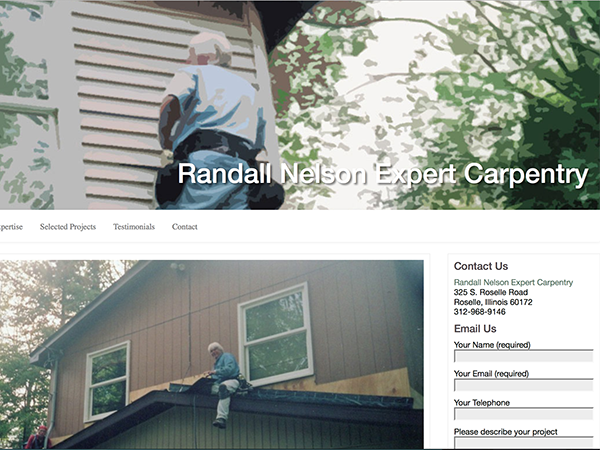 Randall Nelson Expert Carpentry
pertise Selected Projects Testimonials Contact
Contact Us
Randall Nelson Expert Carpentry
325 S. Roselle Road
Roselle, Illinois 60172
312-968-9146
Email Us
Your Name (required)
Your Email (required)
Your Telephone
Please describe your project